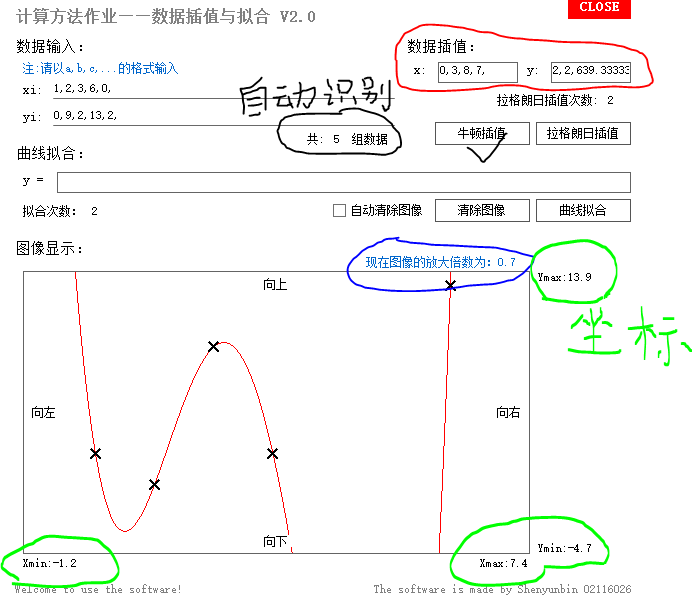 计算方法作业——数据插值与拟合 V2.0
CLOSE
数据输入:
数据插值:
注:请以a,b,c,...的格式输入
x: 0,3,8,7, y: 2,2,639.33333
xi: 1,2,3,6,0,
自动识别
拉格朗日插值次数: 2
yi: 0,9,2,13,2,
共: 5 组数据
牛顿插值
拉格朗日插值
曲线拟合:
y =
拟合次数: 2
自动清除图像
清除图像
曲线拟合
图像显示:
现在图像的放大倍数为: 0.7
Ymax:13.9
向上
坐标
向左
向右
向下
Ymin:-4.7
Xmin:-1.2
Xmax:7.4
Welcome to use the software!
The software is made by Shenyunbin 02116026